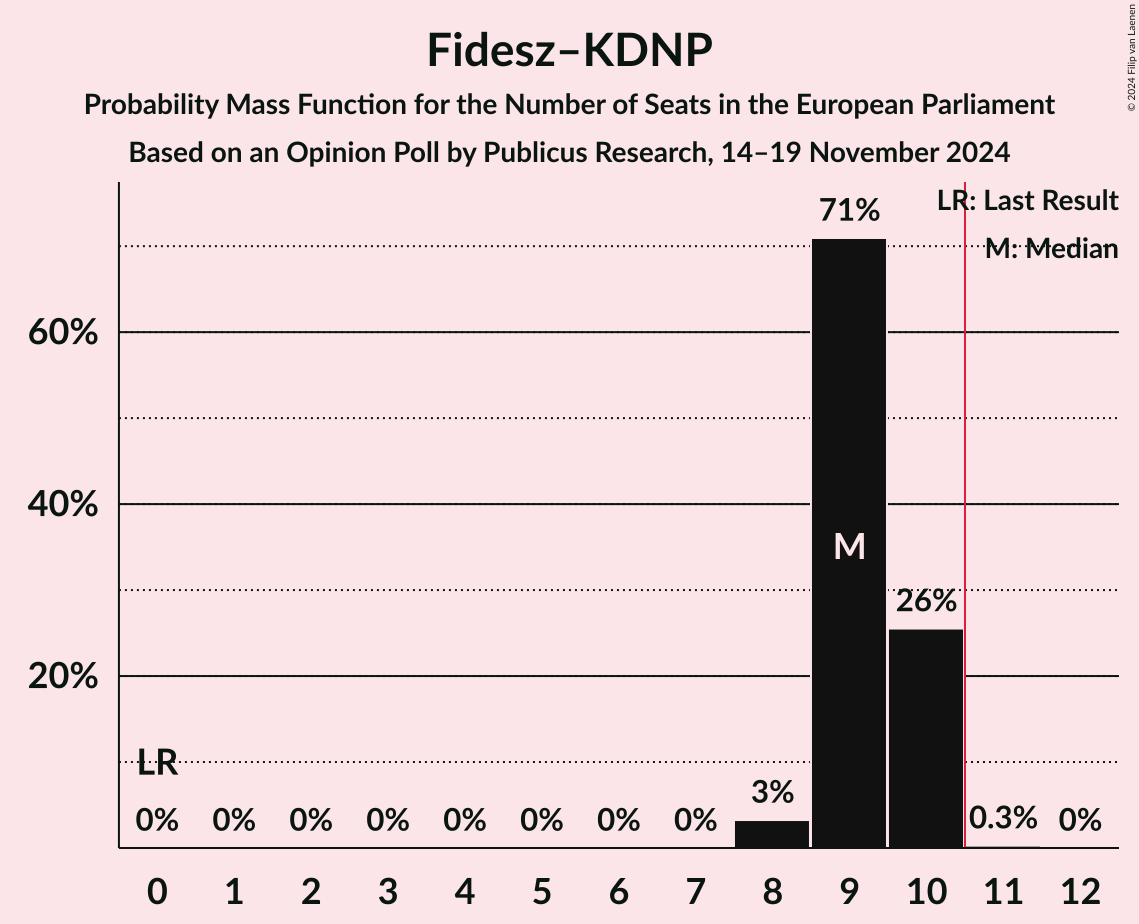 Fidesz–KDNP
Probability Mass Function for the Number of Seats in the European Parliament
Based on an Opinion Poll by Publicus Research, 14–19 November 2024
© 2024 Filip van Laenen
LR: Last Result
M: Median
71%
60%
40%
M
26%
20%
LR
0% 0% 0% 0% 0% 0% 0% 0% 3% 0.3% 0%
0 1 2 3 4 5 6 7 8 9 10 11 12